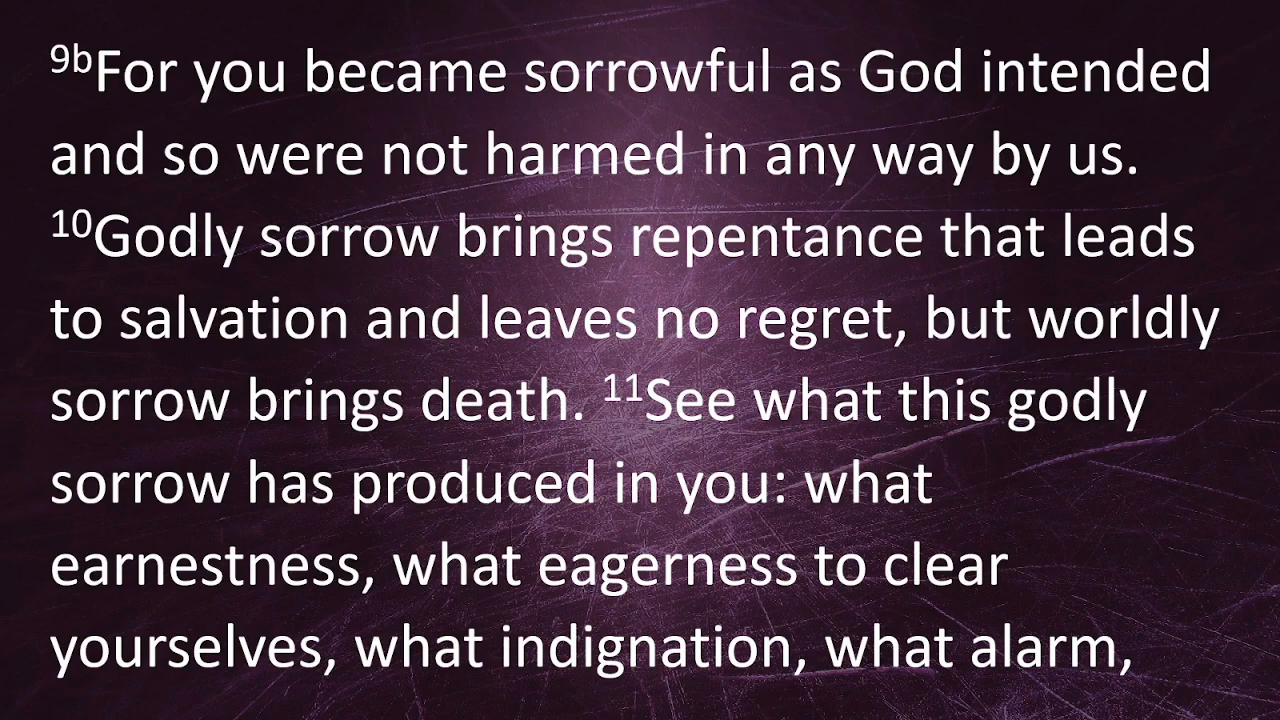 9bFor you became sorrowful as God intended
and so were not harmed in any way by us.
10Godly sorrow brings repentance that leads
to salvation and leaves no regret, but worldly
sorrow brings death. 11See what this godly
sorrow has produced in you: what
earnestness, what eagerness to clear
yourselves, what indignation, what alarm,